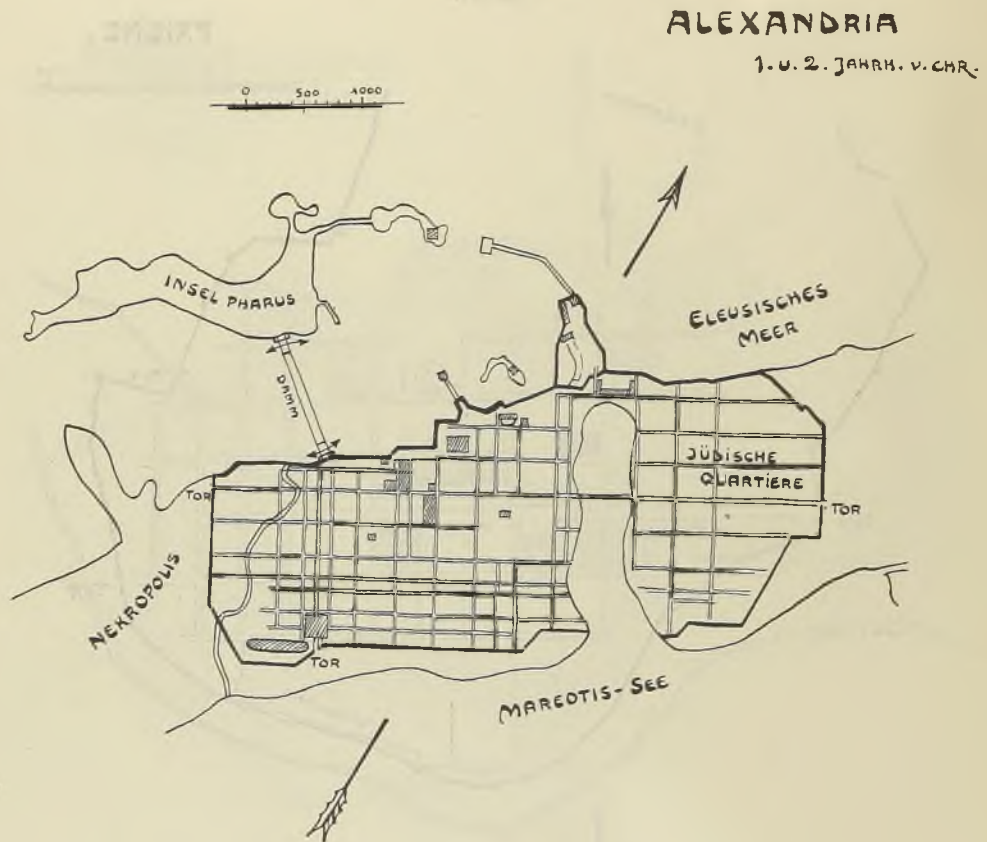 ALEXANDRIA
1. U. 2. JAHRH. V. CHR.
0 500 1000
INSEL PHARUS
ELEUSISCHES
MEER
DAMM
JÜDISCHE
QUARTIERE
TOR
TOR
NEKROPOLIS
TOR
MAREOTIS-SEE
PRIENE.